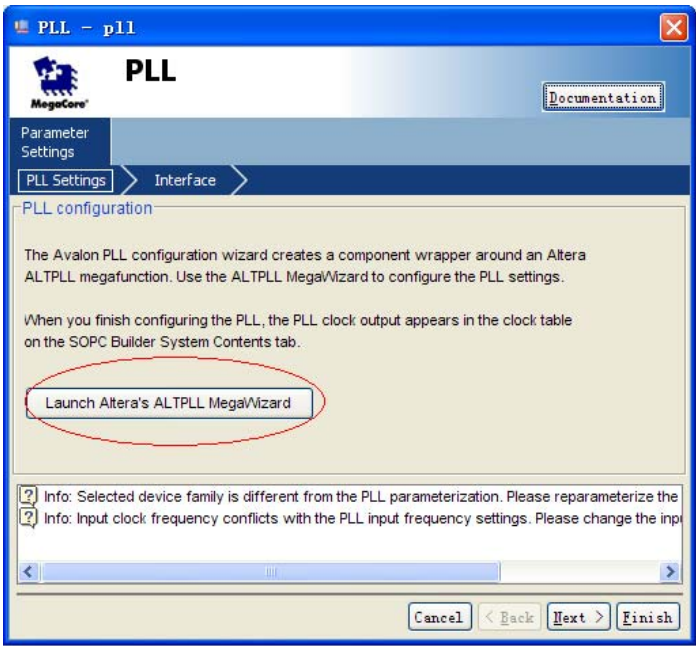 PLL - pll
PLL
MegaCore®
Documentation
Parameter
Settings
PLL Settings
Interface
PLL configuration
The Avalon PLL configuration wizard creates a component wrapper around an Altera
ALTPLL megafunction. Use the ALTPLL MegaWizard to configure the PLL settings.
When you finish configuring the PLL, the PLL clock output appears in the clock table
on the SOPC Builder System Contents tab.
Launch Altera's ALTPLL MegaWizard
Info: Selected device family is different from the PLL parameterization. Please reparameterize the
Info: Input clock frequency conflicts with the PLL input frequency settings. Please change the
Cancel
< Back
Next >
Finish